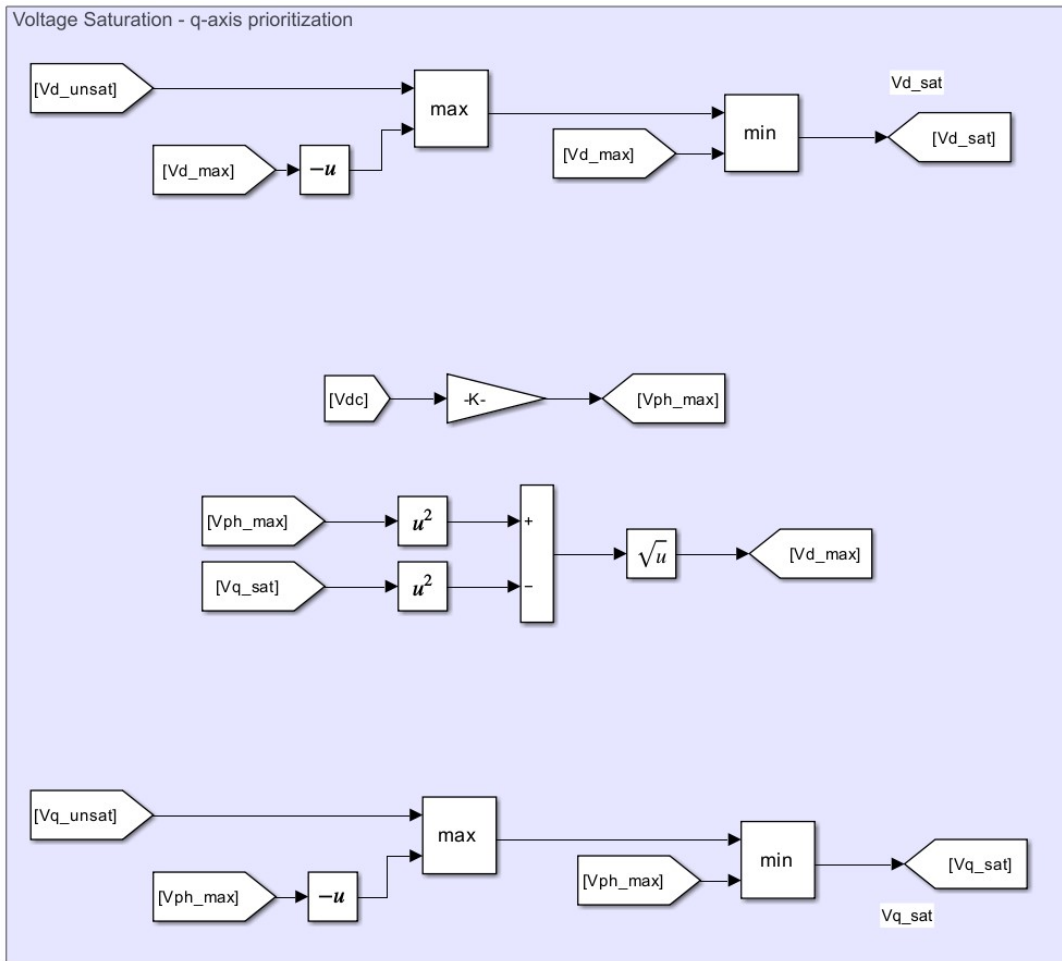 Voltage Saturation - q-axis prioritization
[Vd_unsat]
max
[Vd_max]
-u
[Vd_max]
min
Vd_sat
[Vd_sat]
[Vdc]
-K-
[Vph_max]
[Vph_max]
u²
+
[Vq_sat]
u²
−
√u
[Vd_max]
[Vq_unsat]
max
[Vph_max]
-u
[Vph_max]
min
[Vq_sat]
Vq_sat